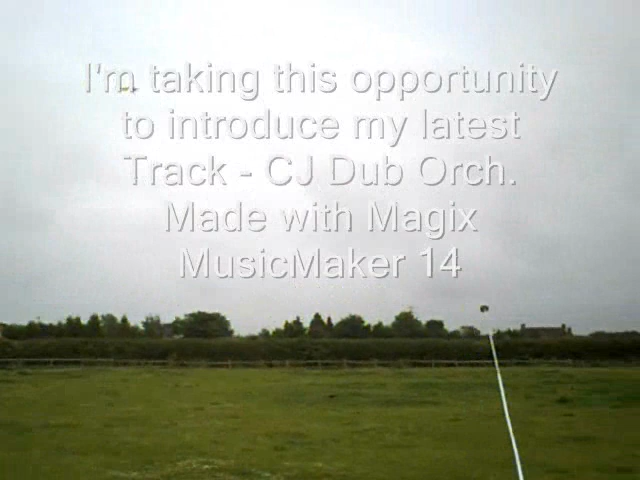 I'm taking this opportunity
to introduce my latest
Track - CJ Dub Orch.
Made with Magix
MusicMaker 14